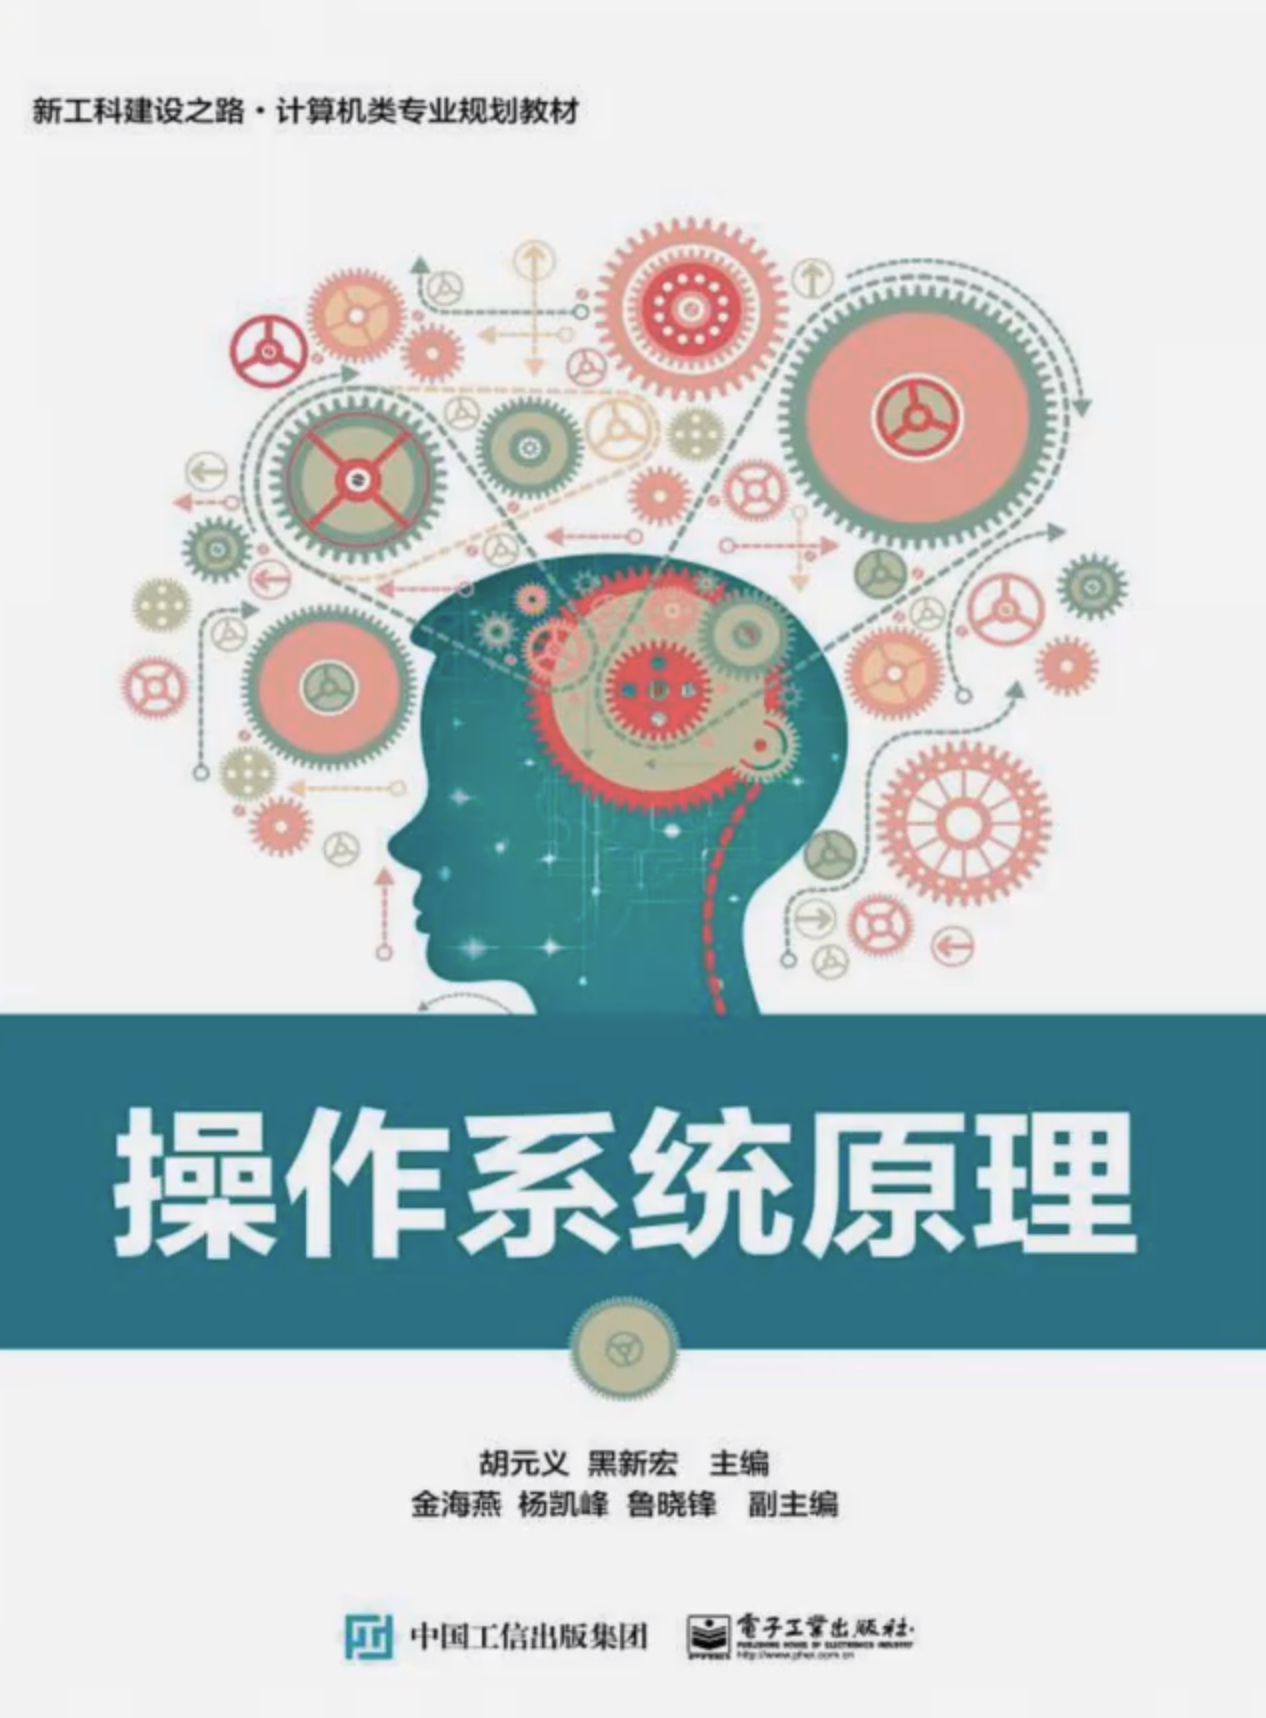 新工科建设之路·计算机类专业规划教材
操作系统原理
胡元义 黑新宏 主编
金海燕 杨凯峰 鲁晓锋 副主编
中国工信出版集团
電子工業出版社·
PUBLISHING HOUSE OF ELECTRONICS INDUSTRY
http://www.phei.com.cn